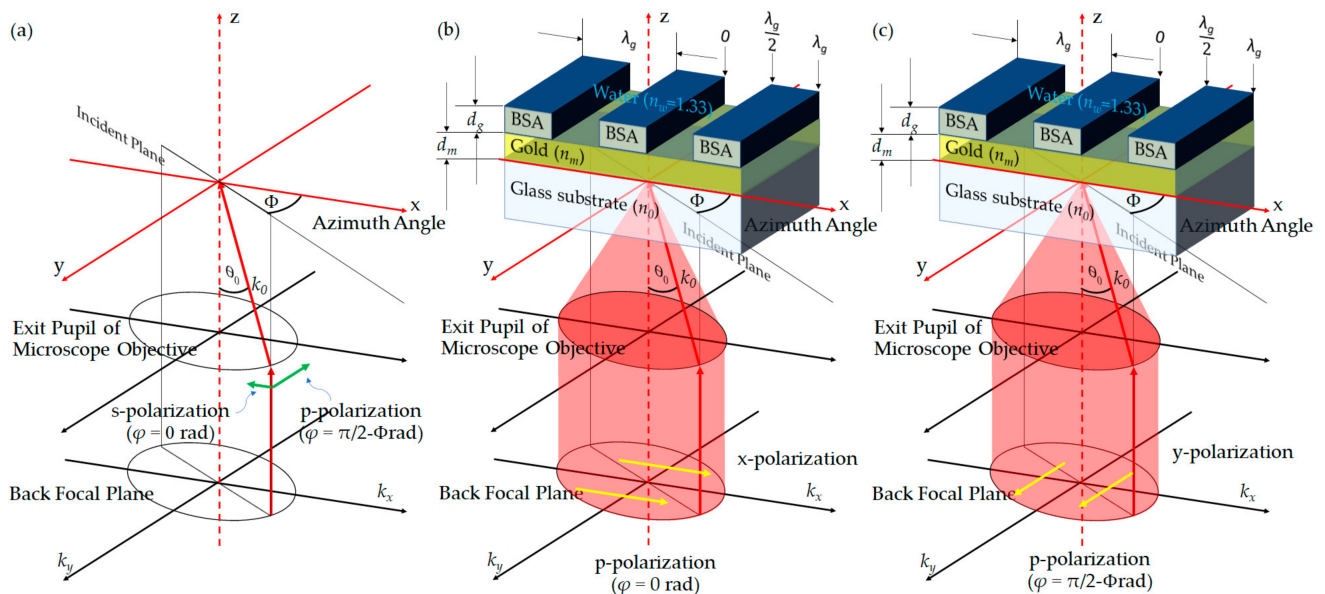 (a)
z
Incident Plane
Φ
x
Azimuth Angle
y
θ0
k0
Exit Pupil of
Microscope Objective
s-polarization
(φ = 0 rad)
p-polarization
(φ = π/2-Φrad)
Back Focal Plane
kx
ky
(b)
z
λg
0
λg/2
λg
Water (nw=1.33)
dg
BSA
BSA
BSA
dm
Gold (nm)
Glass substrate (n0)
Φ
x
Azimuth Angle
Incident Plane
y
θ0
k0
Exit Pupil of
Microscope Objective
x-polarization
Back Focal Plane
kx
ky
p-polarization
(φ = 0 rad)
(c)
z
λg
0
λg/2
λg
Water (nw=1.33)
dg
BSA
BSA
BSA
dm
Gold (nm)
Glass substrate (n0)
Φ
x
Azimuth Angle
Incident Plane
y
θ0
k0
Exit Pupil of
Microscope Objective
y-polarization
Back Focal Plane
kx
ky
p-polarization
(φ = π/2-Φrad)